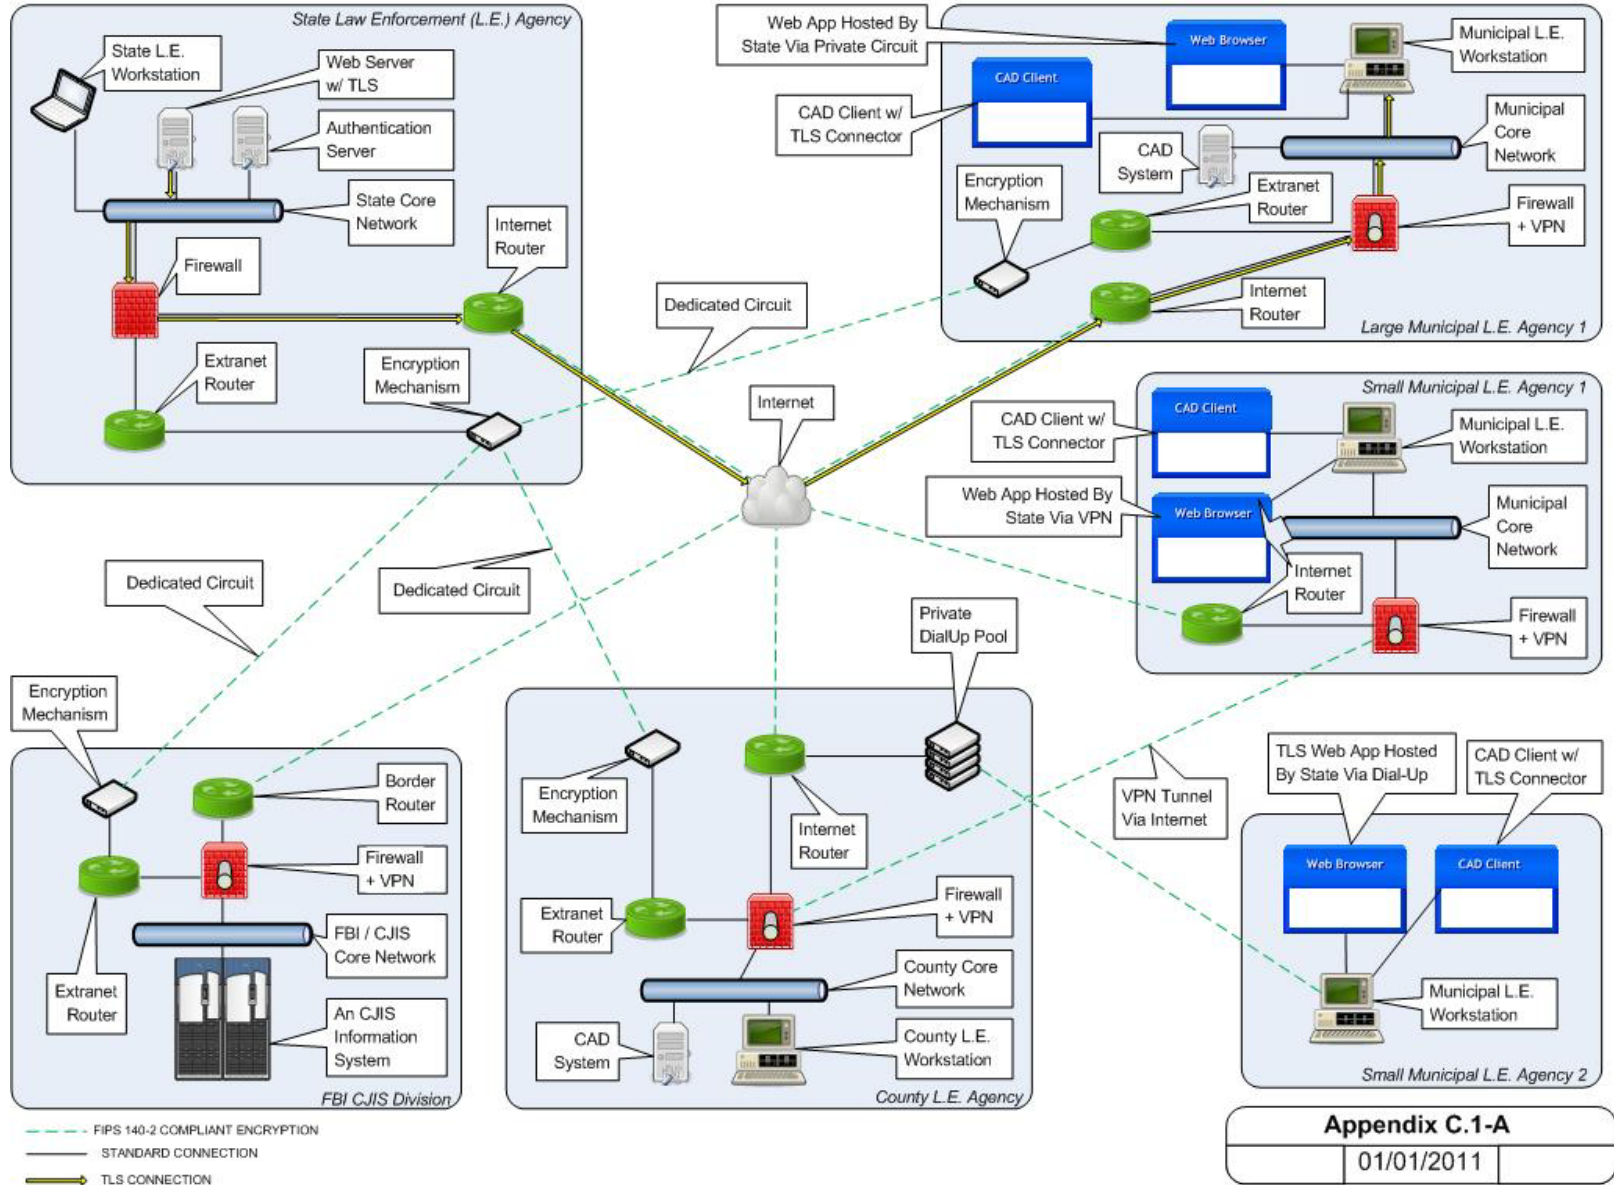 State Law Enforcement (L.E.) Agency
State L.E.
Workstation
Web Server
w/ TLS
Authentication
Server
State Core
Network
Internet
Router
Firewall
Extranet
Router
Encryption
Mechanism
Dedicated Circuit
Web App Hosted By
State Via Private Circuit
Web Browser
Municipal L.E.
Workstation
CAD Client
CAD Client w/
TLS Connector
Municipal
Core
Network
CAD
System
Encryption
Mechanism
Extranet
Router
Firewall
+ VPN
Internet
Router
Large Municipal L.E. Agency 1
Internet
Small Municipal L.E. Agency 1
CAD Client
CAD Client w/
TLS Connector
Municipal L.E.
Workstation
Web App Hosted By
State Via VPN
Web Browser
Municipal
Core
Network
Internet
Router
Firewall
+ VPN
Dedicated Circuit
Dedicated Circuit
Private
DialUp Pool
Encryption
Mechanism
Border
Router
Firewall
+ VPN
FBI / CJIS
Core Network
Extranet
Router
An CJIS
Information
System
FBI CJIS Division
Encryption
Mechanism
Internet
Router
Extranet
Router
Firewall
+ VPN
County Core
Network
CAD
System
County L.E.
Workstation
County L.E. Agency
VPN Tunnel
Via Internet
TLS Web App Hosted
By State Via Dial-Up
CAD Client w/
TLS Connector
Web Browser
CAD Client
Municipal L.E.
Workstation
Small Municipal L.E. Agency 2
FIPS 140-2 COMPLIANT ENCRYPTION
STANDARD CONNECTION
TLS CONNECTION
Appendix C.1-A
01/01/2011